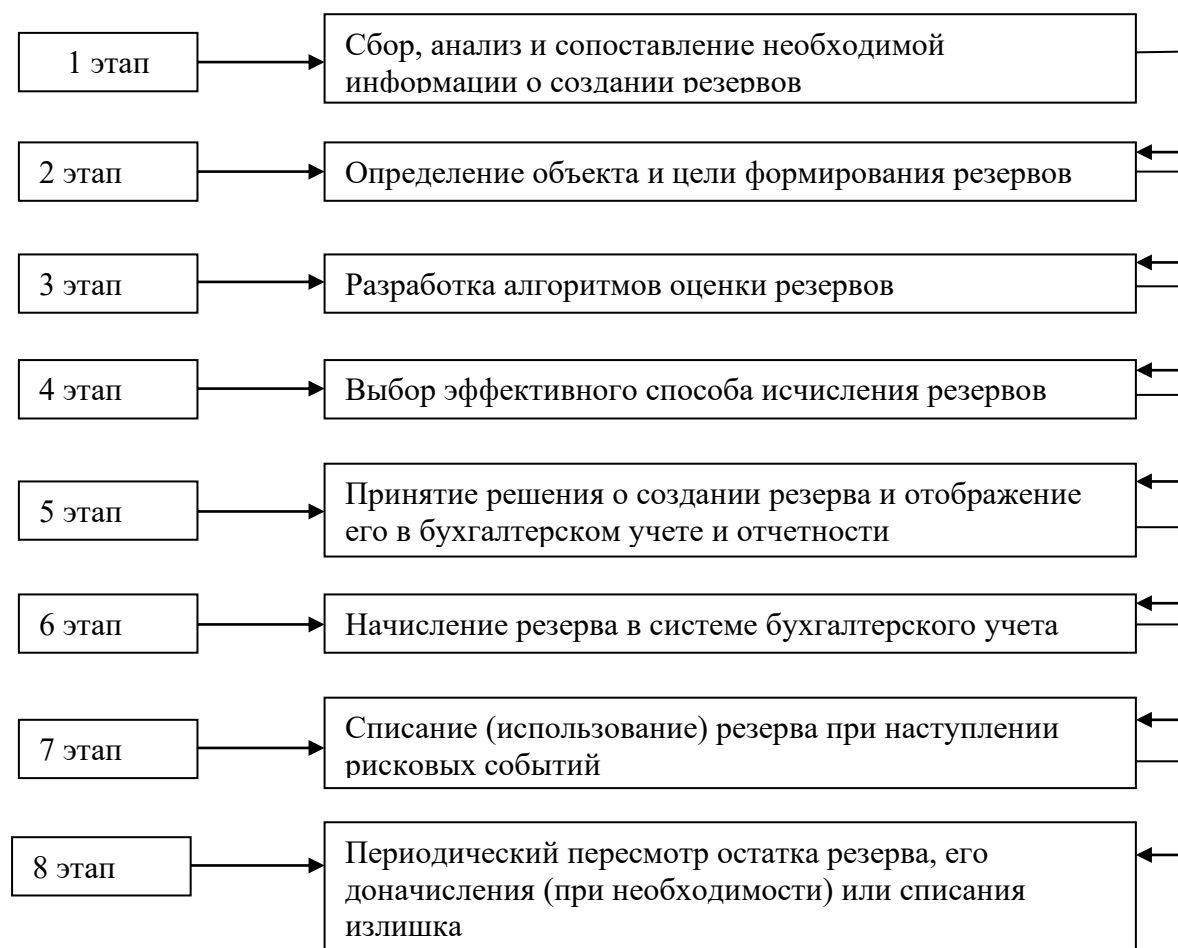 1 этап
Сбор, анализ и сопоставление необходимой
информации о создании резервов
2 этап
Определение объекта и цели формирования резервов
3 этап
Разработка алгоритмов оценки резервов
4 этап
Выбор эффективного способа исчисления резервов
5 этап
Принятие решения о создании резерва и отображение
его в бухгалтерском учете и отчетности
6 этап
Начисление резерва в системе бухгалтерского учета
7 этап
Списание (использование) резерва при наступлении
рисковых событий
8 этап
Периодический пересмотр остатка резерва, его
доначисления (при необходимости) или списания
излишка